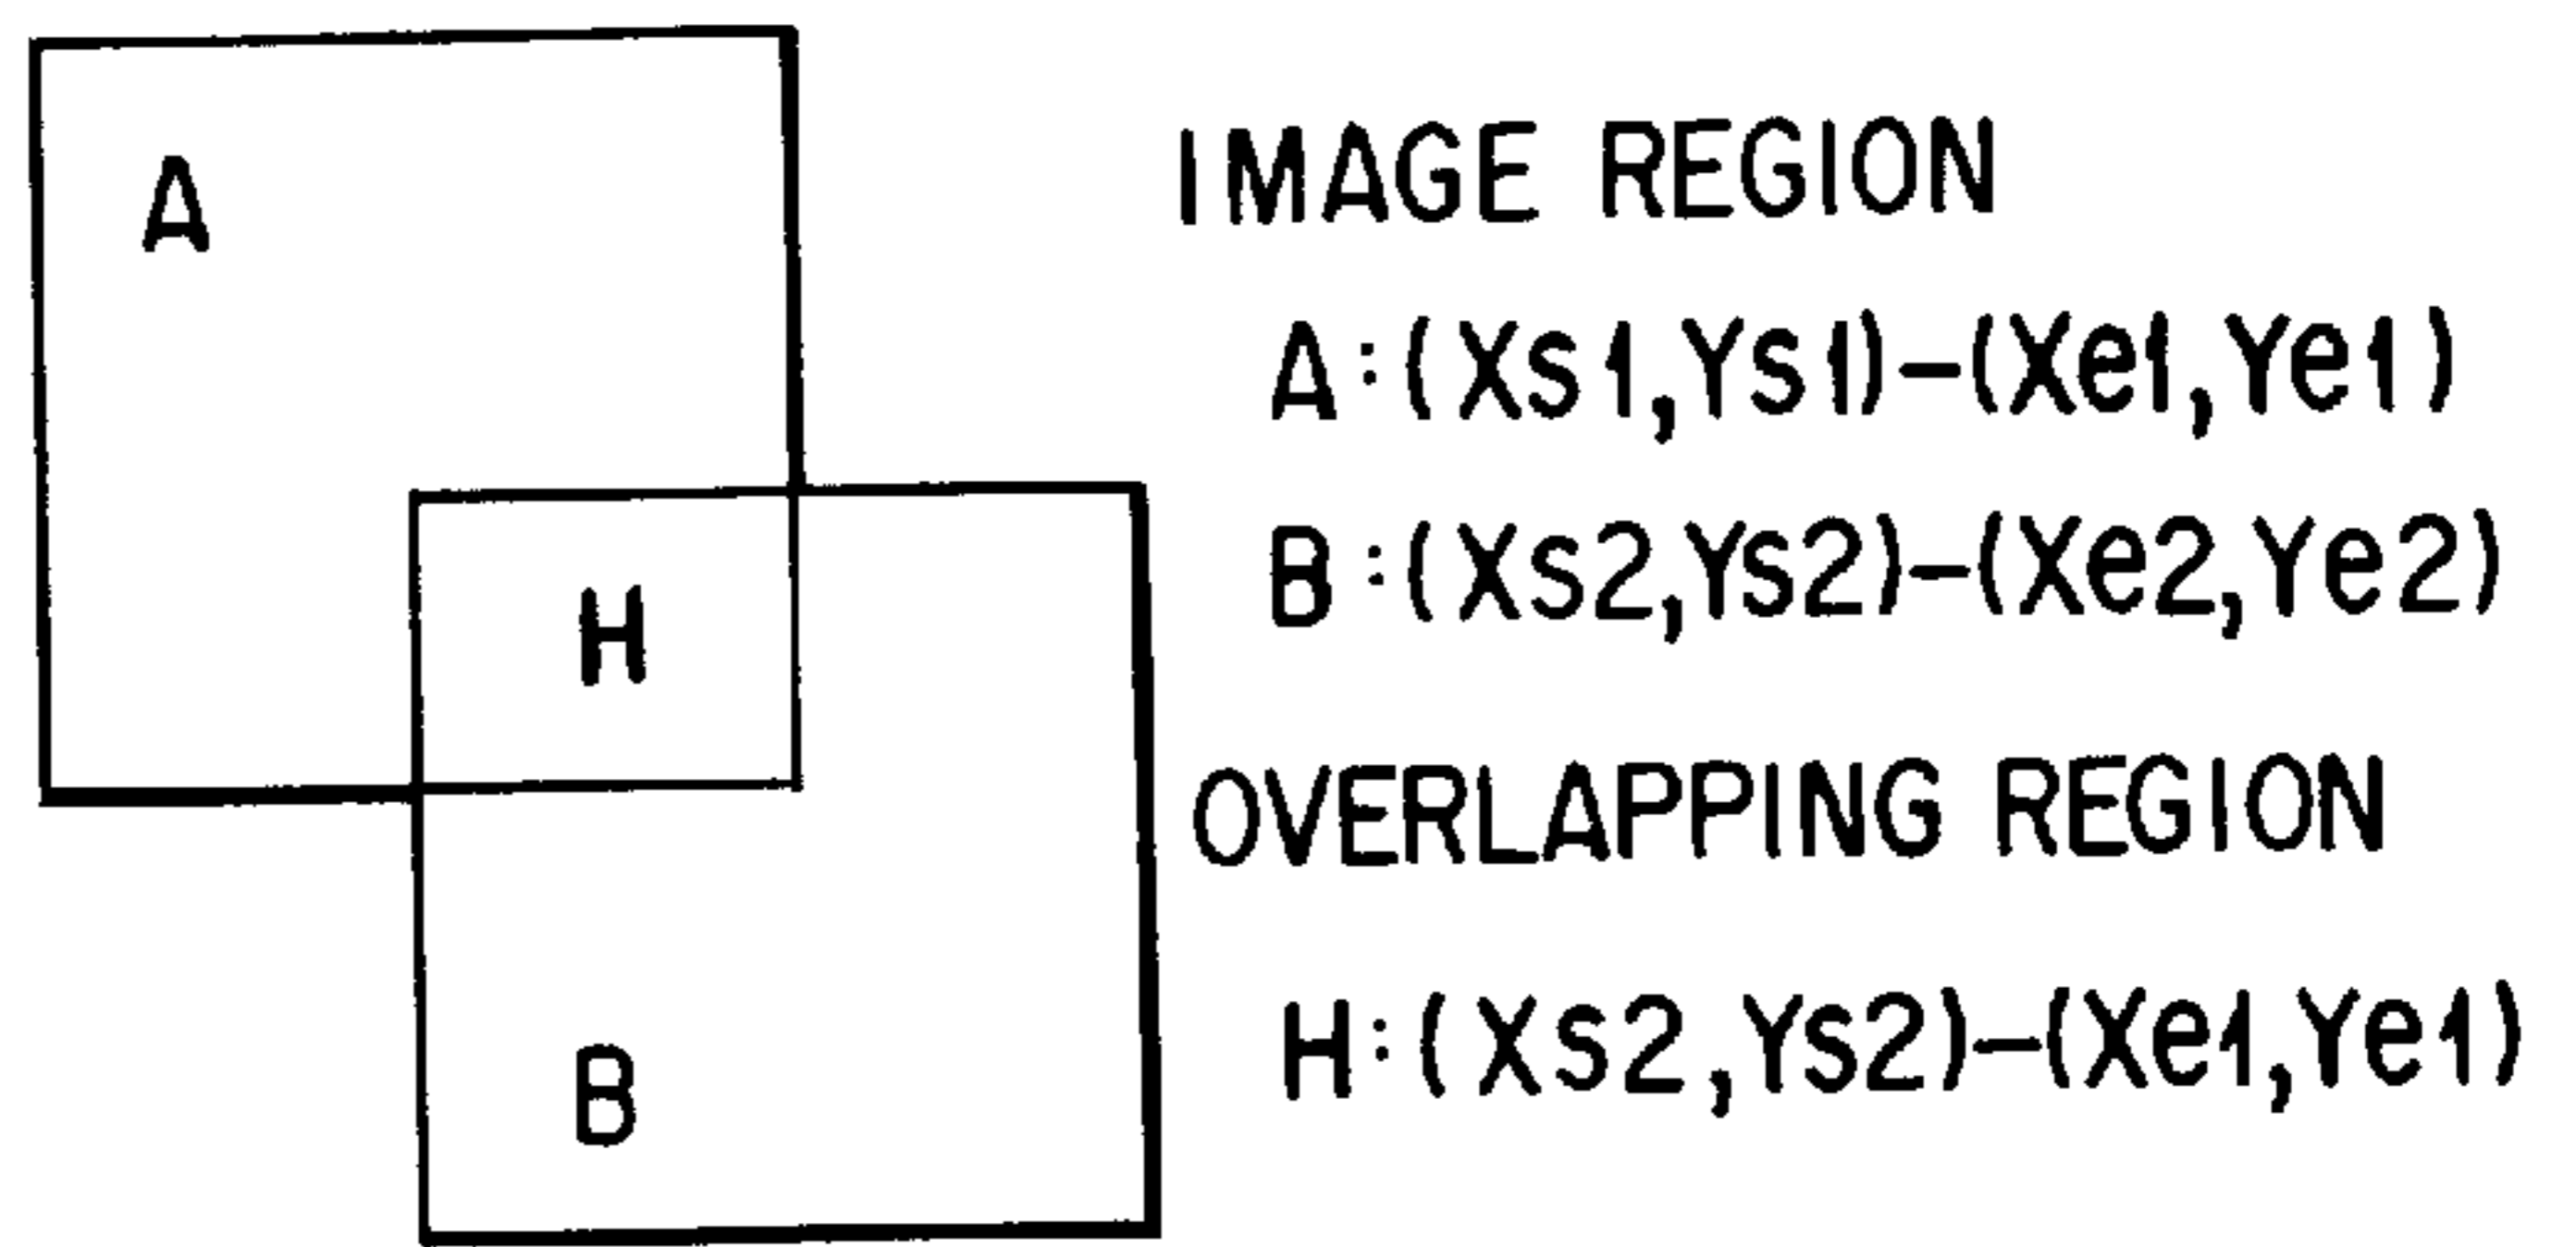 A
H
B
IMAGE REGION
A:(Xs1,Ys1)-(Xe1,Ye1)
B:(Xs2,Ys2)-(Xe2,Ye2)
OVERLAPPING REGION
H:(Xs2,Ys2)-(Xe1,Ye1)